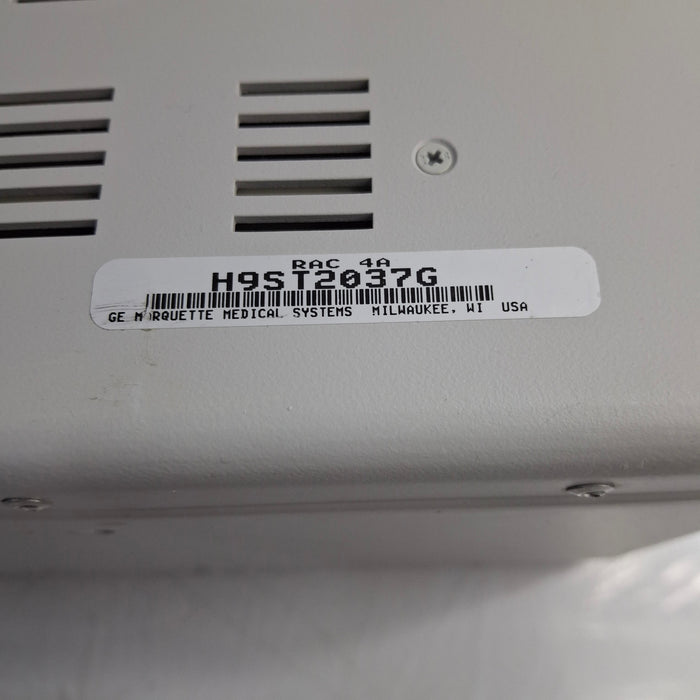 RAC 4A
H9ST2037G
GE MARQUETTE MEDICAL SYSTEMS MILWAUKEE, WI USA